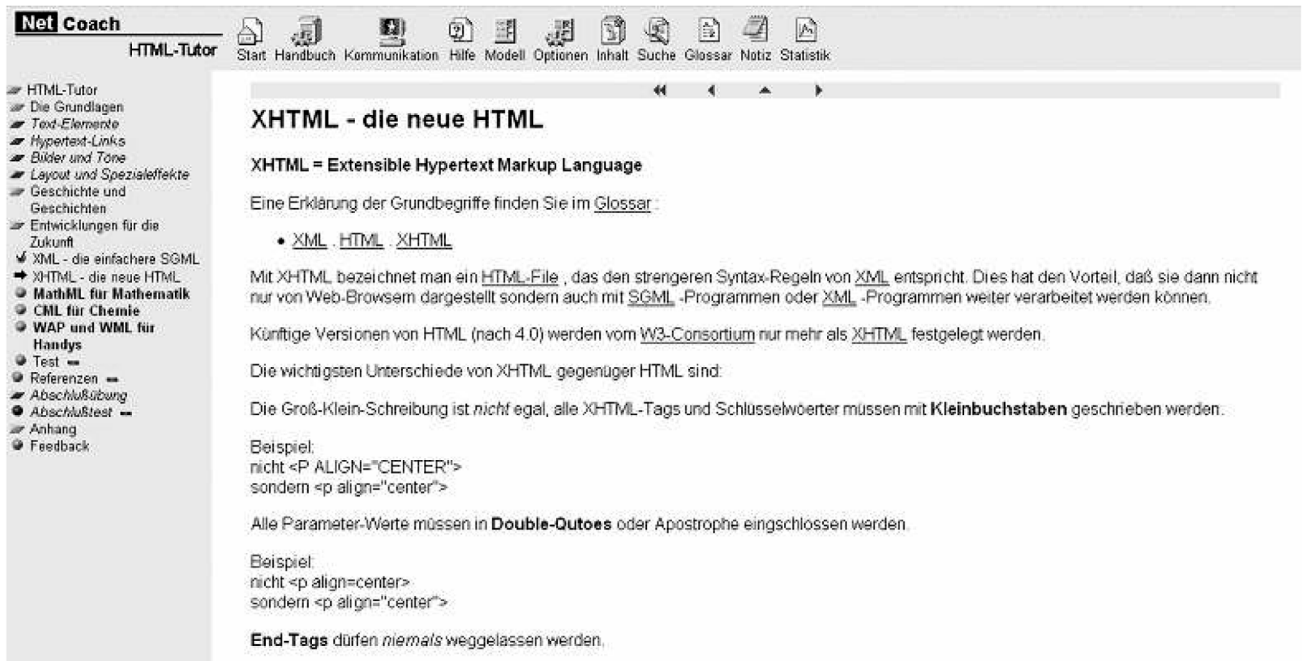 Net Coach
HTML-Tutor
Start Handbuch Kommunikation Hilfe Modell Optionen Inhalt Suche Glossar Notiz Statistik
HTML-Tutor
Die Grundlagen
Text-Elemente
Hypertext-Links
Bilder und Töne
Layout und Spezialeffekte
Geschichte und
Geschichten
Entwicklungen für die
Zukunft
XML - die einfachere SGML
XHTML - die neue HTML
MathML für Mathematik
CML für Chemie
WAP und WML für
Handys
Test
Referenzen
Abschlußübung
Abschlußtest
Anhang
Feedback
XHTML - die neue HTML
XHTML = Extensible Hypertext Markup Language
Eine Erklärung der Grundbegriffe finden Sie im Glossar :
• XML . HTML . XHTML
Mit XHTML bezeichnet man ein HTML-File , das den strengeren Syntax-Regeln von XML entspricht. Dies hat den Vorteil, daß sie dann nicht
nur von Web-Browsern dargestellt sondern auch mit SGML -Programmen oder XML -Programmen weiter verarbeitet werden können.
Künftige Versionen von HTML (nach 4.0) werden vom W3-Consortium nur mehr als XHTML festgelegt werden.
Die wichtigsten Unterschiede von XHTML gegenüger HTML sind:
Die Groß-Klein-Schreibung ist nicht egal, alle XHTML-Tags und Schlüsselwöerter müssen mit Kleinbuchstaben geschrieben werden.
Beispiel:
nicht <P ALIGN="CENTER">
sondern <p align="center">
Alle Parameter-Werte müssen in Double-Qutoes oder Apostrophe eingschlossen werden.
Beispiel:
nicht <p align=center>
sondern <p align="center">
End-Tags dürfen niemals weggelassen werden.